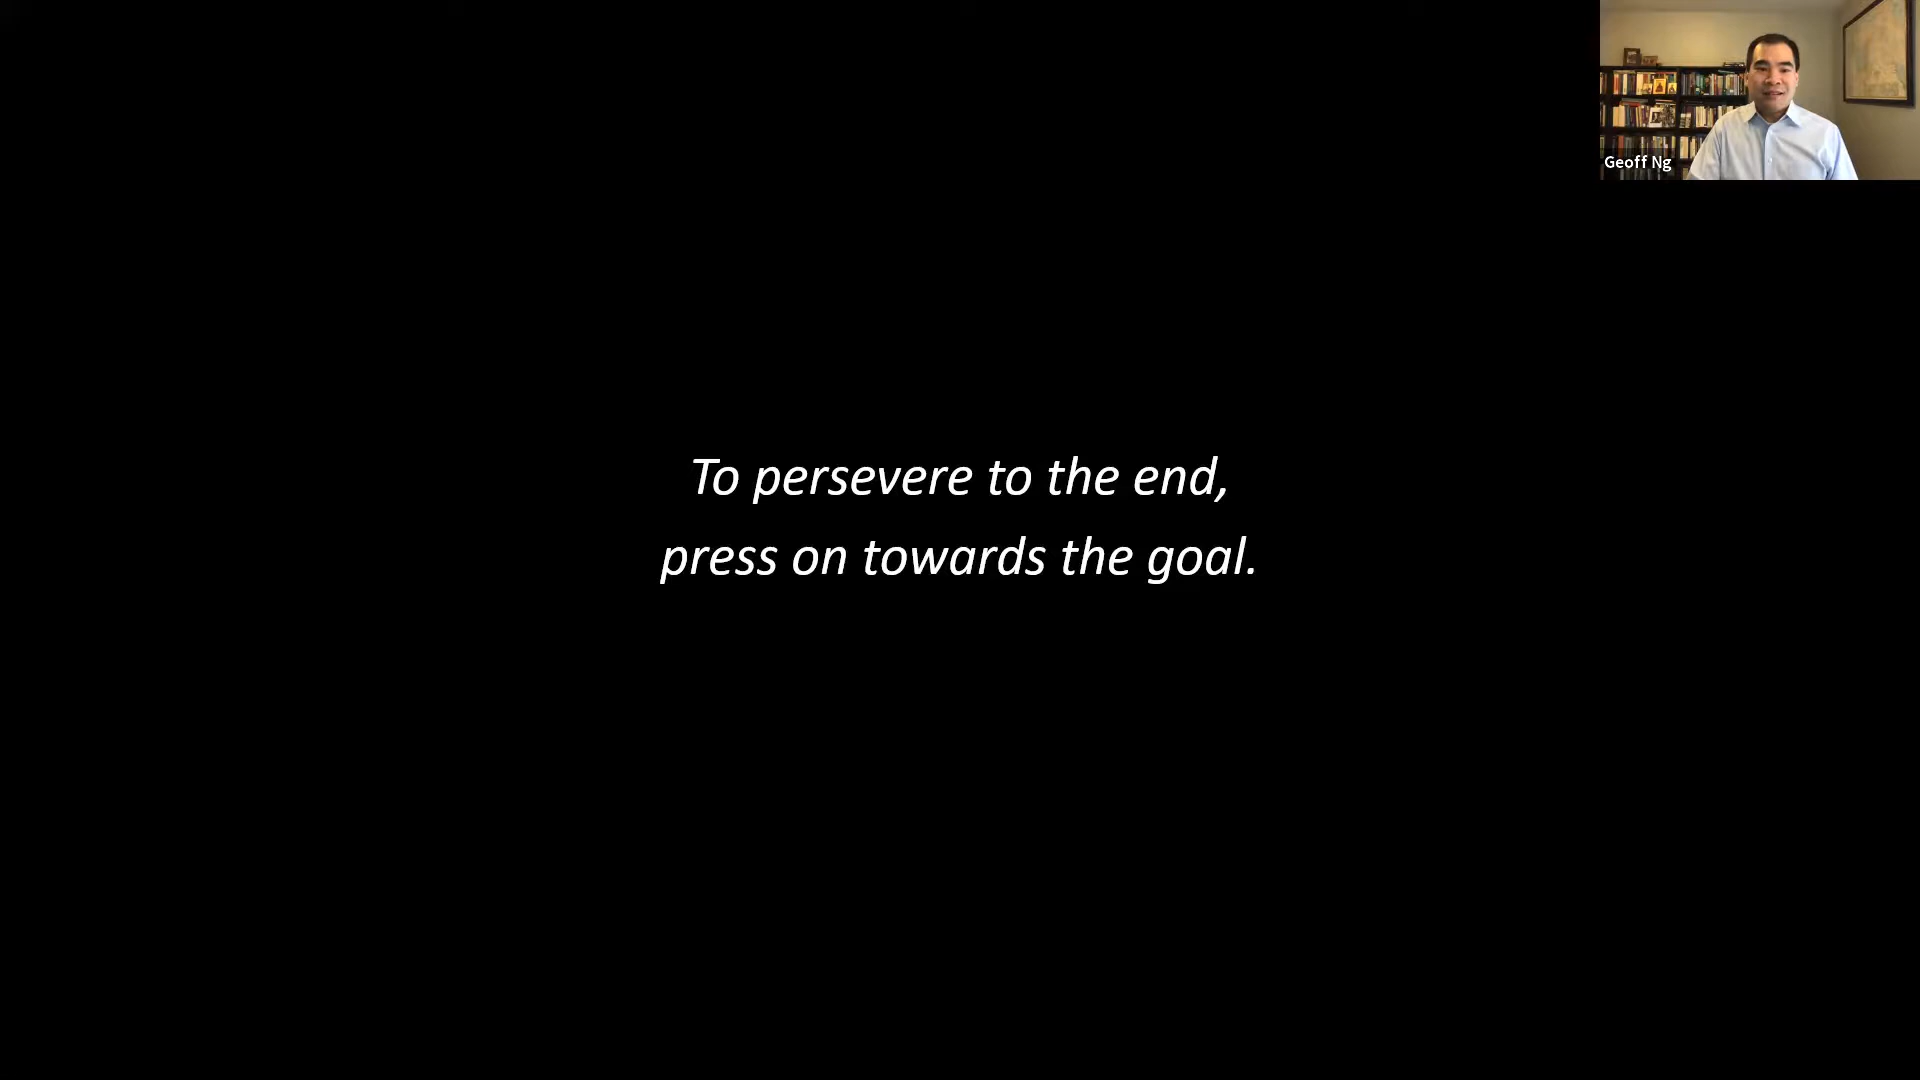 Geoff Ng
To persevere to the end,
press on towards the goal.